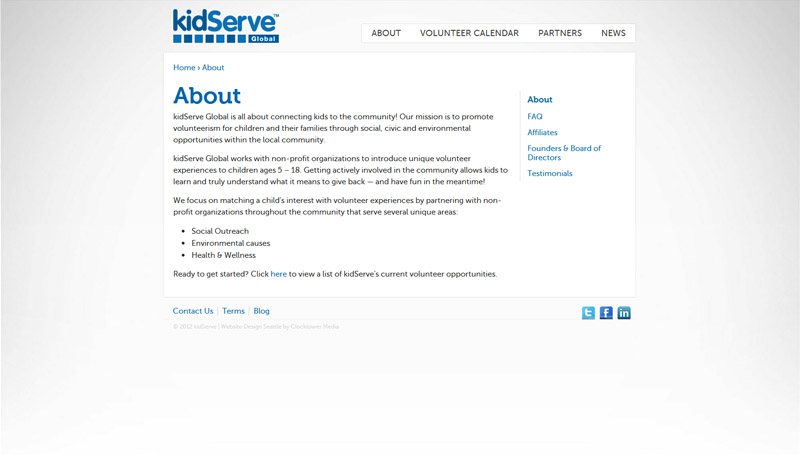 kidServe™
Global
ABOUT VOLUNTEER CALENDAR PARTNERS NEWS
Home › About
About
kidServe Global is all about connecting kids to the community! Our mission is to promote
volunteerism for children and their families through social, civic and environmental
opportunities within the local community.
kidServe Global works with non-profit organizations to introduce unique volunteer
experiences to children ages 5 – 18. Getting actively involved in the community allows kids to
learn and truly understand what it means to give back — and have fun in the meantime!
We focus on matching a child's interest with volunteer experiences by partnering with non-
profit organizations throughout the community that serve several unique areas:
• Social Outreach
• Environmental causes
• Health & Wellness
Ready to get started? Click here to view a list of kidServe's current volunteer opportunities.
About
FAQ
Affiliates
Founders & Board of
Directors
Testimonials
Contact Us | Terms | Blog
© 2012 kidServe | Website Design Seattle by Clockpower Media